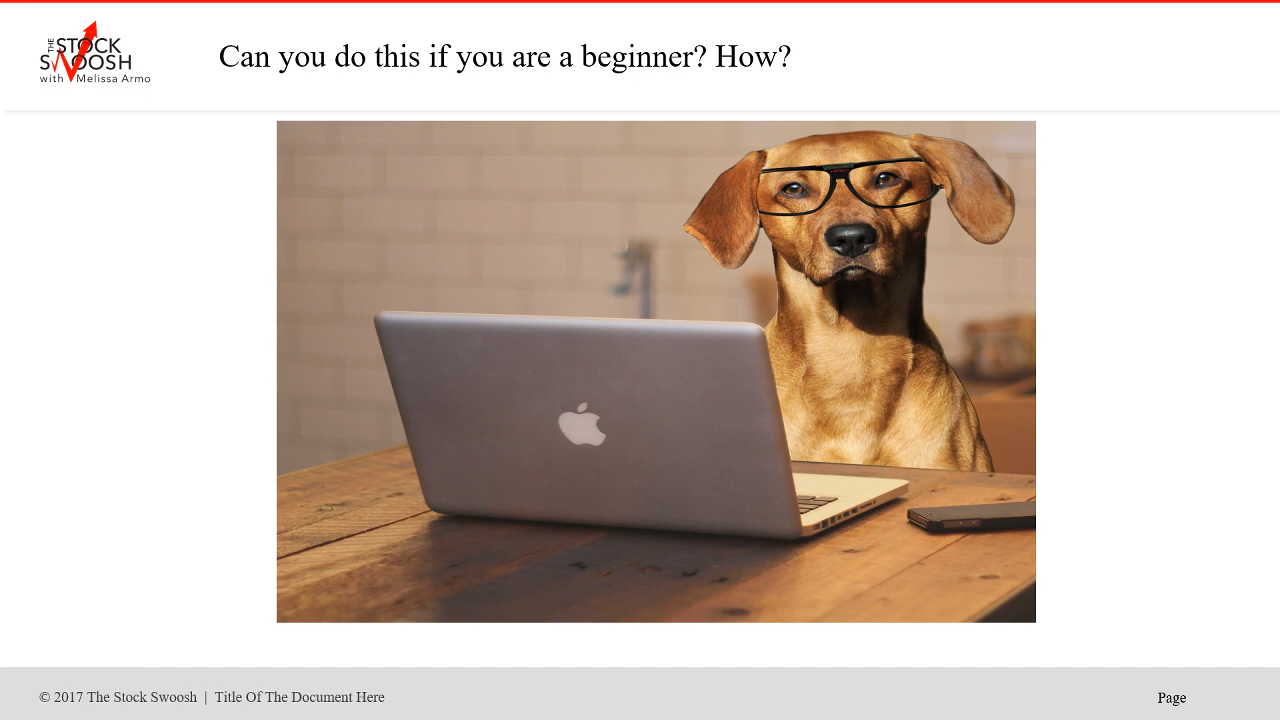 THE STOCK
SWOOSH
with Melissa Armo
Can you do this if you are a beginner? How?
© 2017 The Stock Swoosh | Title Of The Document Here
Page